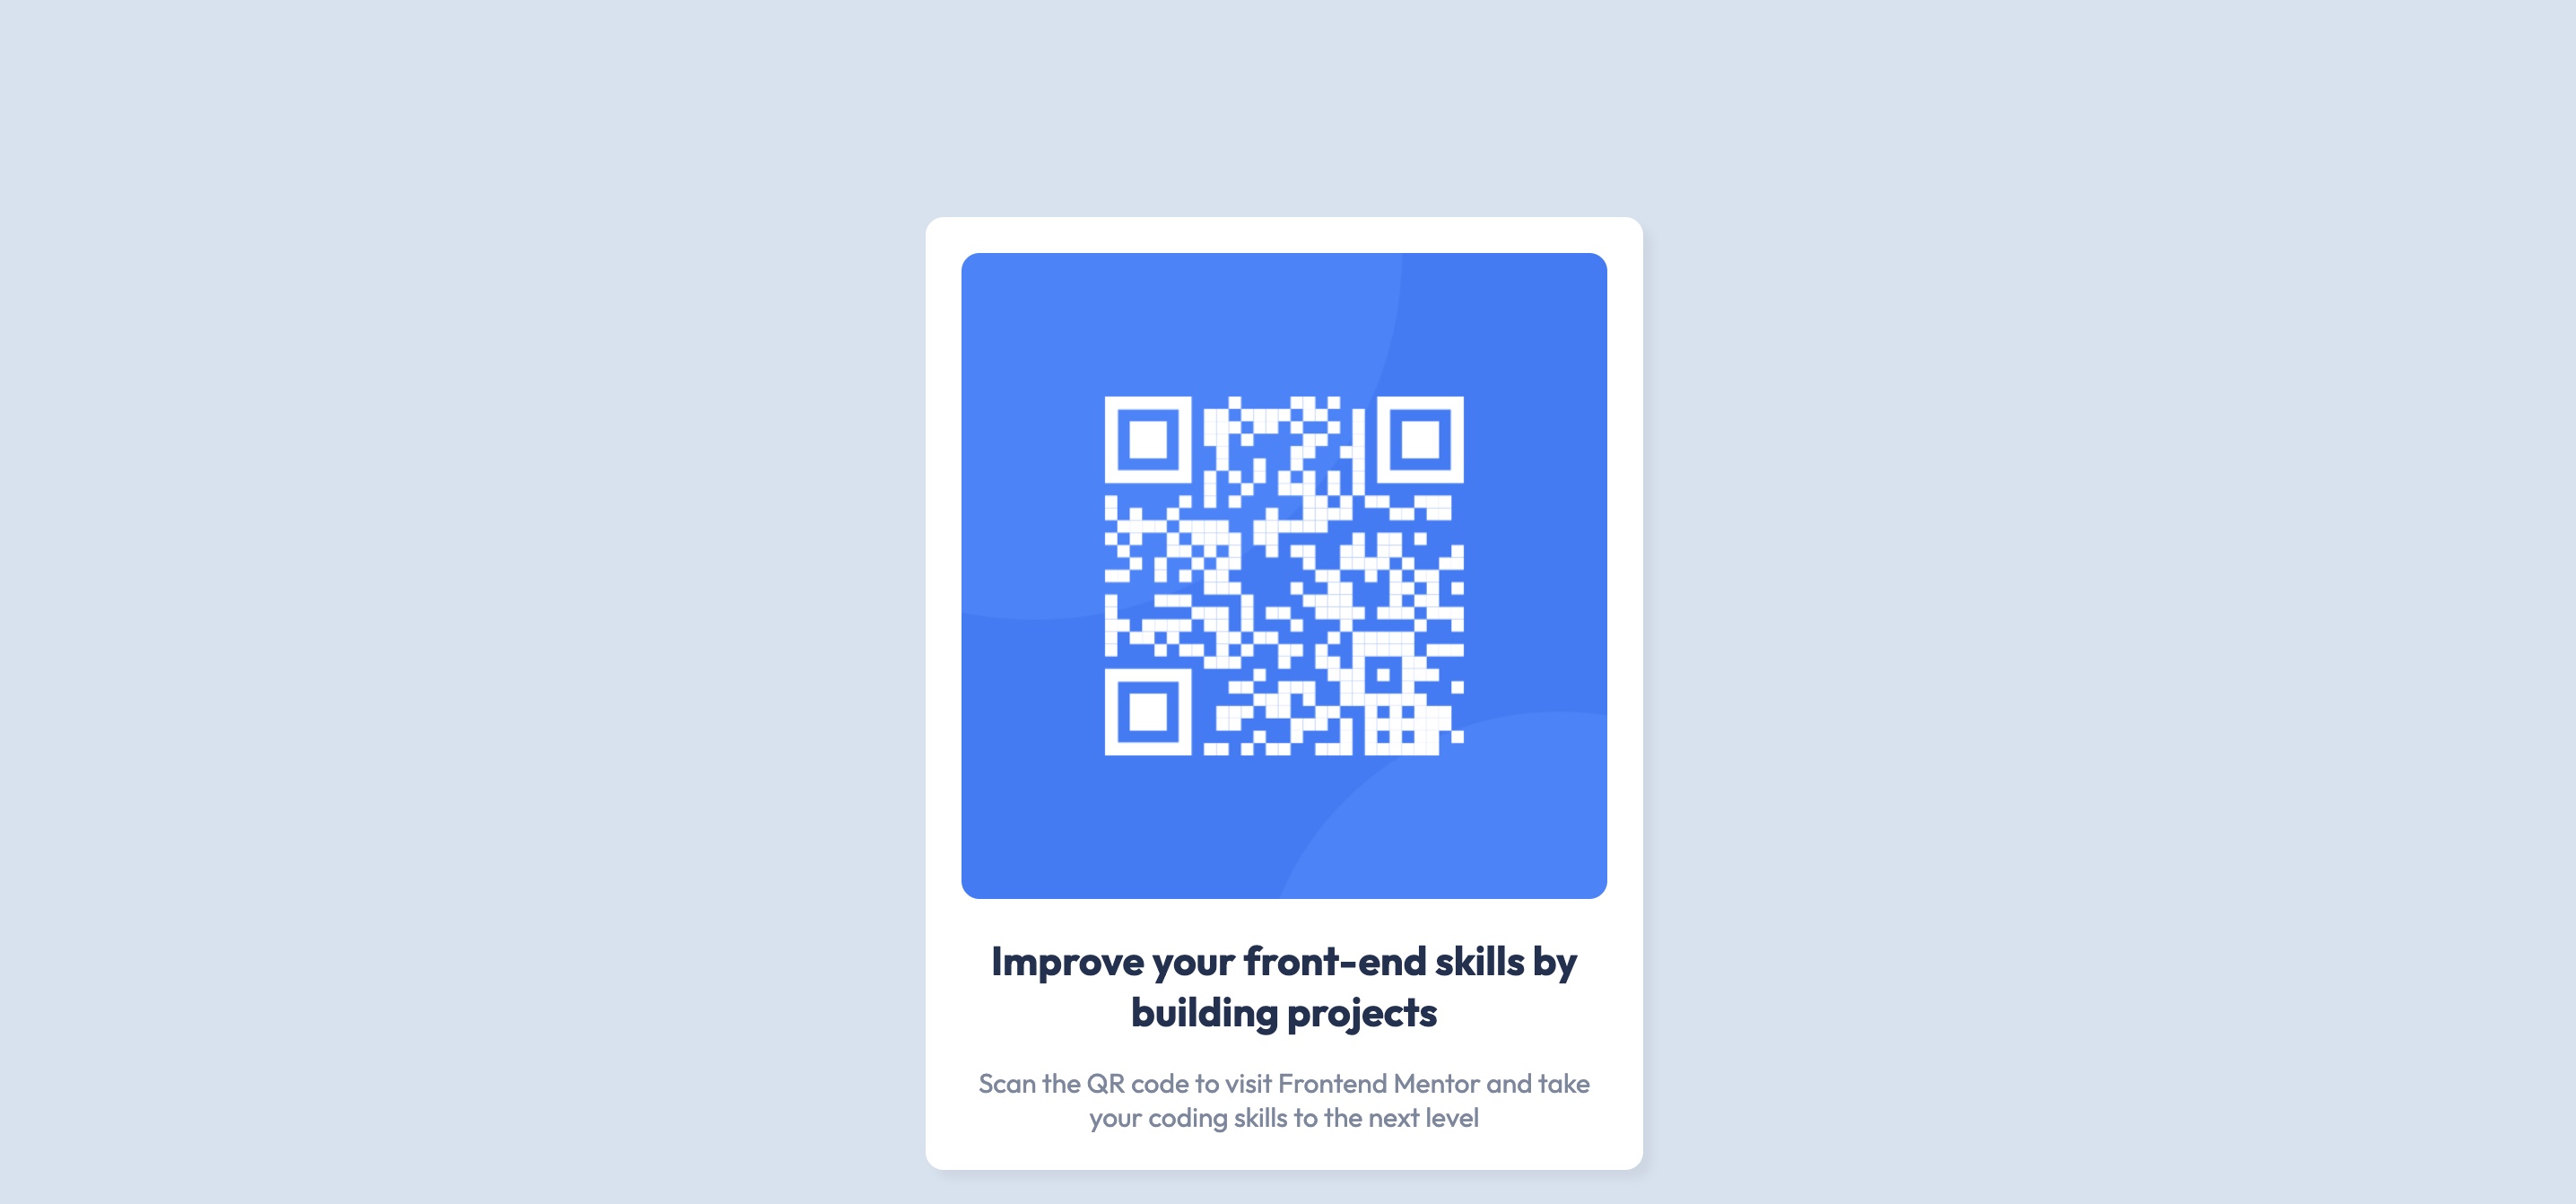 Improve your front-end skills by
building projects
Scan the QR code to visit Frontend Mentor and take
your coding skills to the next level